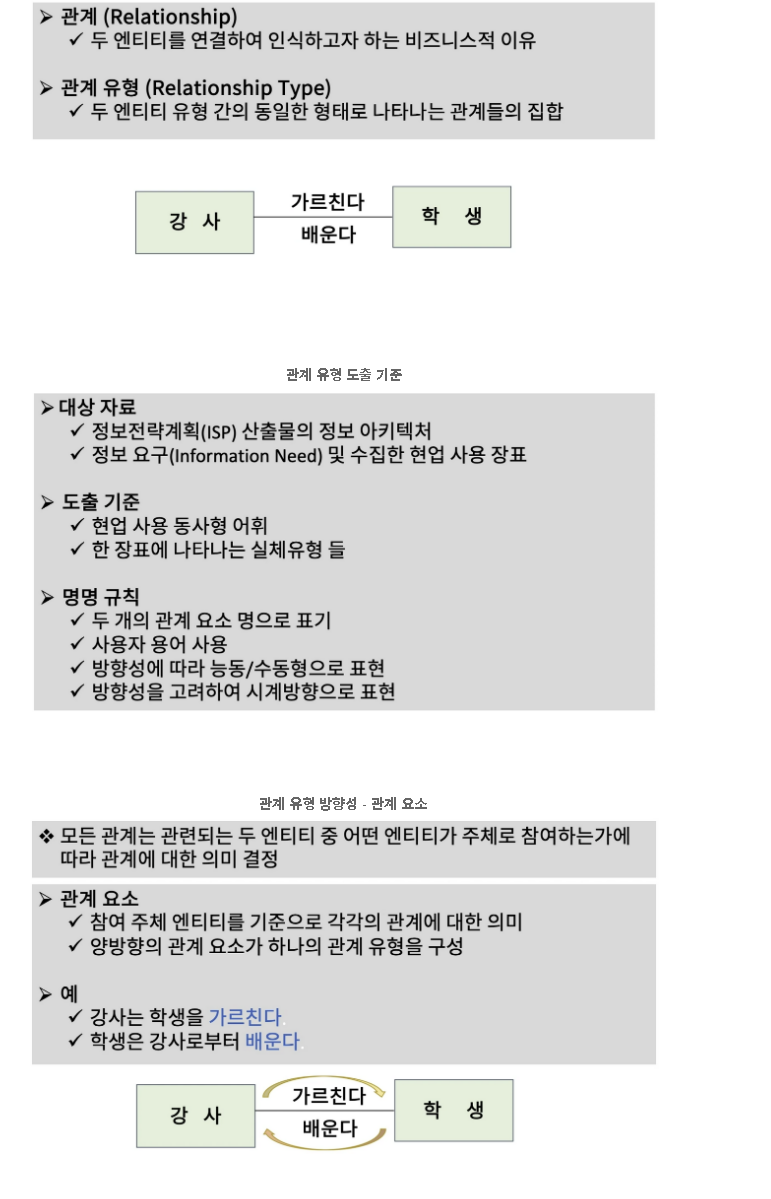 ➢ 관계 (Relationship)
✓ 두 엔티티를 연결하여 인식하고자 하는 비즈니스적 이유
➢ 관계 유형 (Relationship Type)
✓ 두 엔티티 유형 간의 동일한 형태로 나타나는 관계들의 집합
강 사
가르친다
배운다
학 생
관계 유형 도출 기준
➢ 대상 자료
✓ 정보전략계획(ISP) 산출물의 정보 아키텍처
✓ 정보 요구(Information Need) 및 수집한 현업 사용 장표
➢ 도출 기준
✓ 현업 사용 동사형 어휘
✓ 한 장표에 나타나는 실체유형 들
➢ 명명 규칙
✓ 두 개의 관계 요소 명으로 표기
✓ 사용자 용어 사용
✓ 방향성에 따라 능동/수동형으로 표현
✓ 방향성을 고려하여 시계방향으로 표현
관계 유형 방향성 - 관계 요소
❖ 모든 관계는 관련되는 두 엔티티 중 어떤 엔티티가 주체로 참여하는가에
따라 관계에 대한 의미 결정
➢ 관계 요소
✓ 참여 주체 엔티티를 기준으로 각각의 관계에 대한 의미
✓ 양방향의 관계 요소가 하나의 관계 유형을 구성
➢ 예
✓ 강사는 학생을 가르친다.
✓ 학생은 강사로부터 배운다.
강 사
가르친다
배운다
학 생